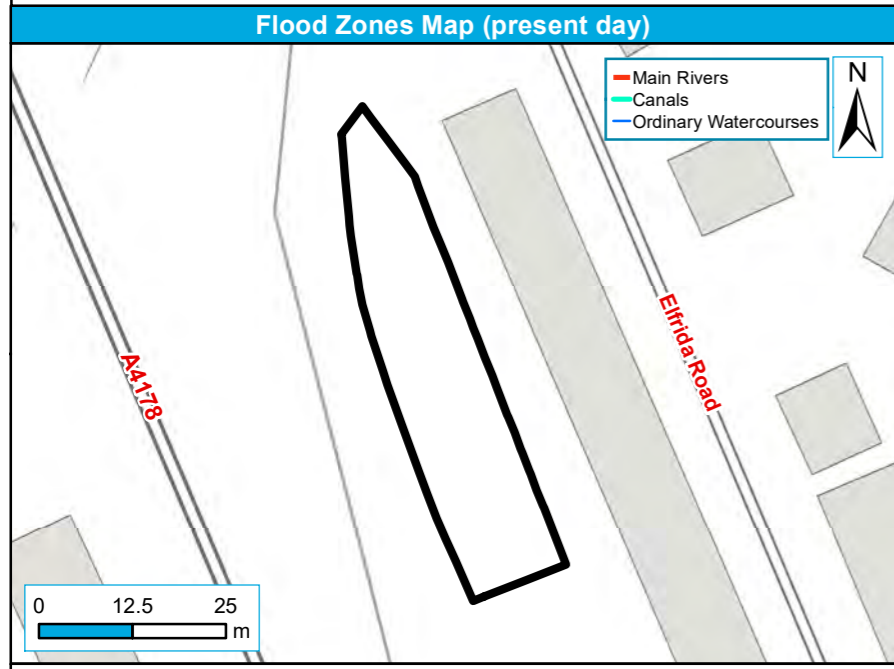 Flood Zones Map (present day)
Main Rivers
Canals
Ordinary Watercourses
N
A4178
Elfrida Road
0 12.5 25
m